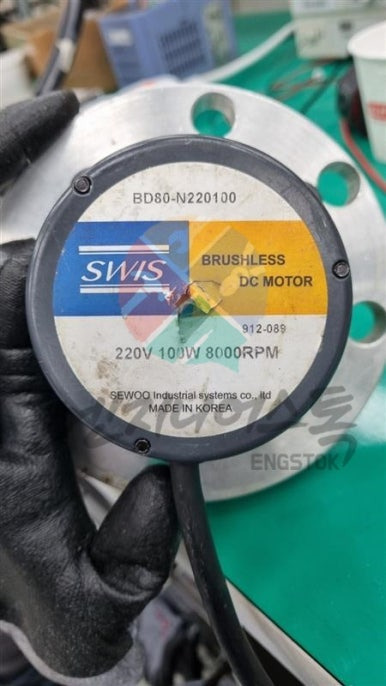 BD80-N220100
SWIS
BRUSHLESS
DC MOTOR
912-089
220V 100W 8000RPM
SEWOO Industrial systems co., ltd
MADE IN KOREA
엔지니어스톡
ENGSTOK